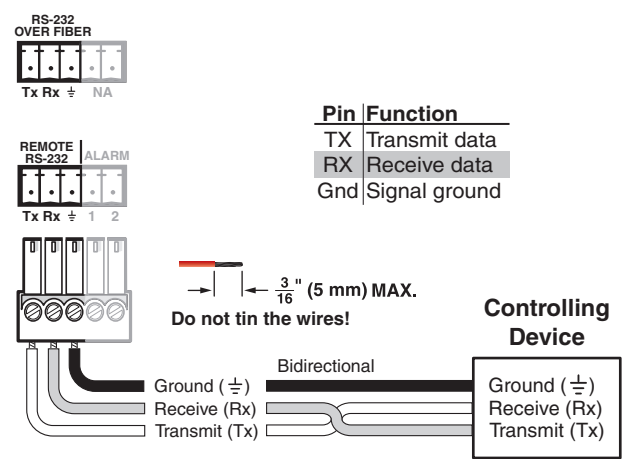 RS-232
OVER FIBER
Tx Rx ⏚ NA
Pin Function
TX Transmit data
RX Receive data
Gnd Signal ground
REMOTE
RS-232 ALARM
Tx Rx ⏚ 1 2
3/16" (5 mm) MAX.
Do not tin the wires!
Controlling
Device
Bidirectional
Ground (⏚)
Receive (Rx)
Transmit (Tx)
Ground (⏚)
Receive (Rx)
Transmit (Tx)